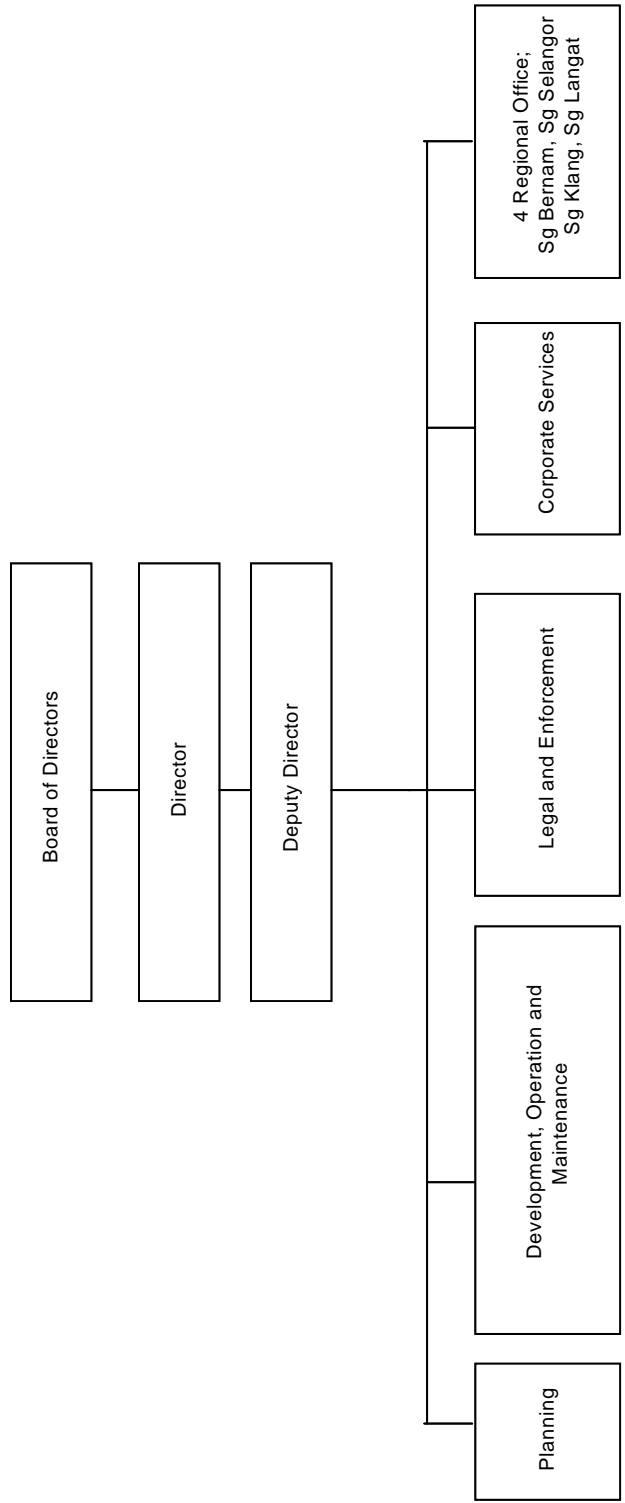 Board of Directors
Director
Deputy Director
Planning
Development, Operation and
Maintenance
Legal and Enforcement
Corporate Services
4 Regional Office;
Sg Bernam, Sg Selangor
Sg Klang, Sg Langat